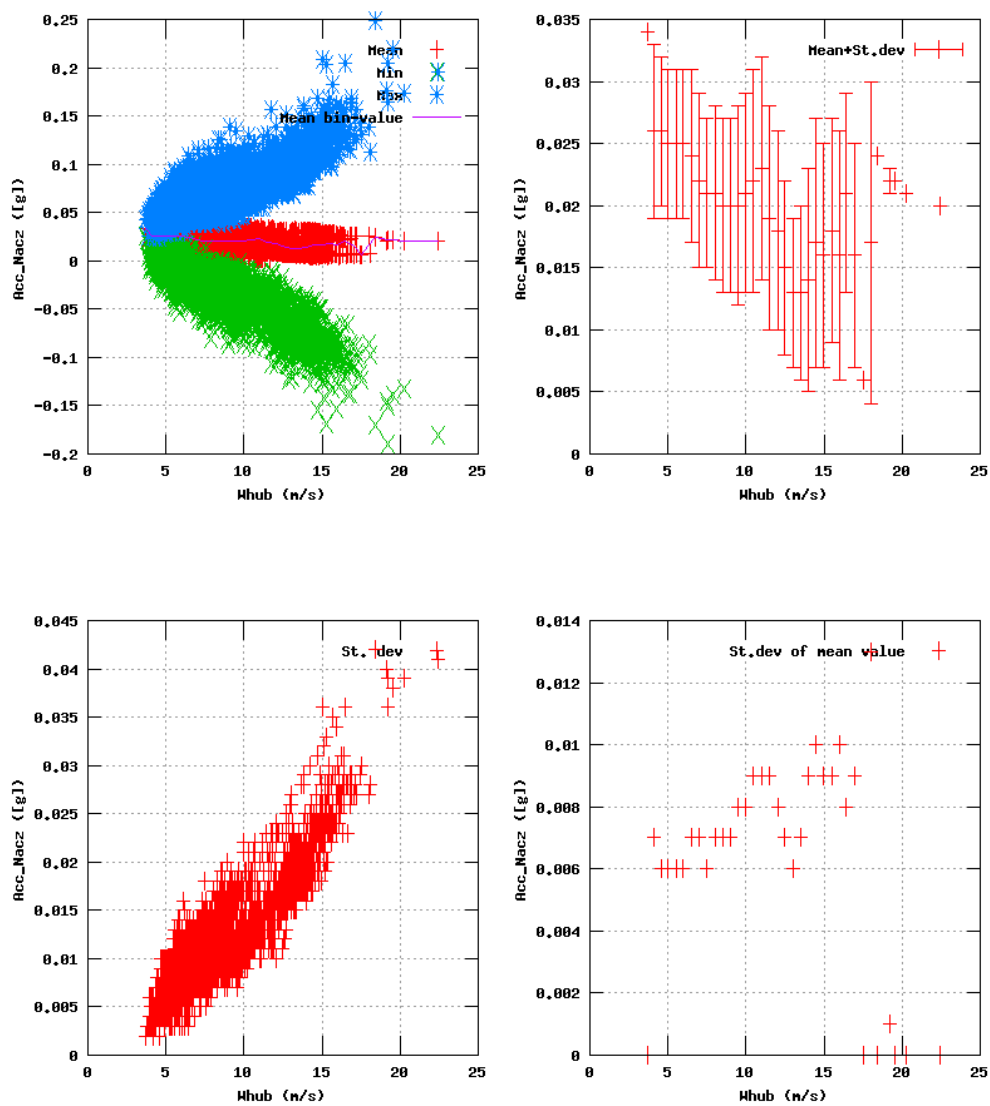 0.25
0.2
0.15
0.1
0.05
0
-0.05
-0.1
-0.15
-0.2
0 5 10 15 20 25
Acc_Nacz ([g])
Whub (m/s)
Mean
Min
Max
Mean bin-value
0.035
0.03
0.025
0.02
0.015
0.01
0.005
0
0 5 10 15 20 25
Acc_Nacz ([g])
Whub (m/s)
Mean+St.dev
0.045
0.04
0.035
0.03
0.025
0.02
0.015
0.01
0.005
0
0 5 10 15 20 25
Acc_Nacz ([g])
Whub (m/s)
St. dev
0.014
0.012
0.01
0.008
0.006
0.004
0.002
0
0 5 10 15 20 25
Acc_Nacz ([g])
Whub (m/s)
St.dev of mean value